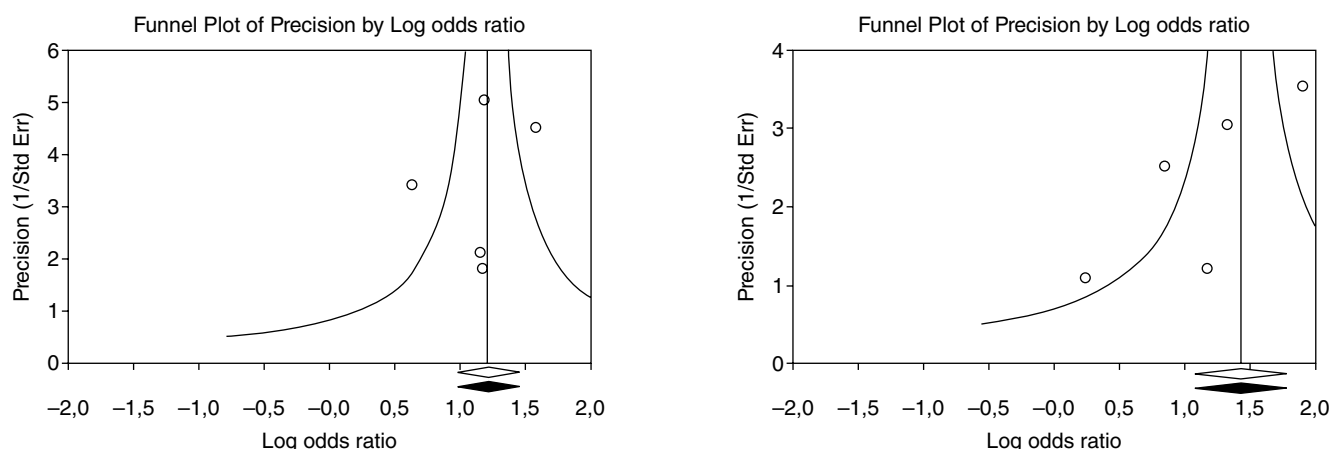 Funnel Plot of Precision by Log odds ratio
6
5
4
3
2
1
0
Precision (1/Std Err)
–2,0 –1,5 –1,0 –0,5 –0,0 0,5 1,0 1,5 2,0
Log odds ratio
Funnel Plot of Precision by Log odds ratio
4
3
2
1
0
Precision (1/Std Err)
–2,0 –1,5 –1,0 –0,5 –0,0 0,5 1,0 1,5 2,0
Log odds ratio